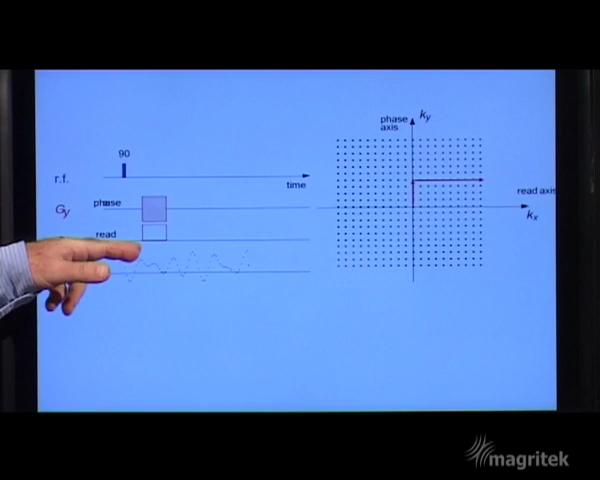 90
r.f.
time
phase
Gy
read
phase
axis
ky
read axis
kx
magritek